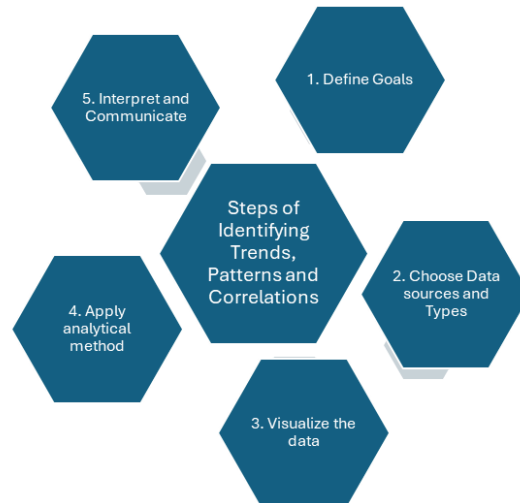 Steps of
Identifying
Trends,
Patterns and
Correlations
1. Define Goals
2. Choose Data
sources and
Types
3. Visualize the
data
4. Apply
analytical
method
5. Interpret and
Communicate